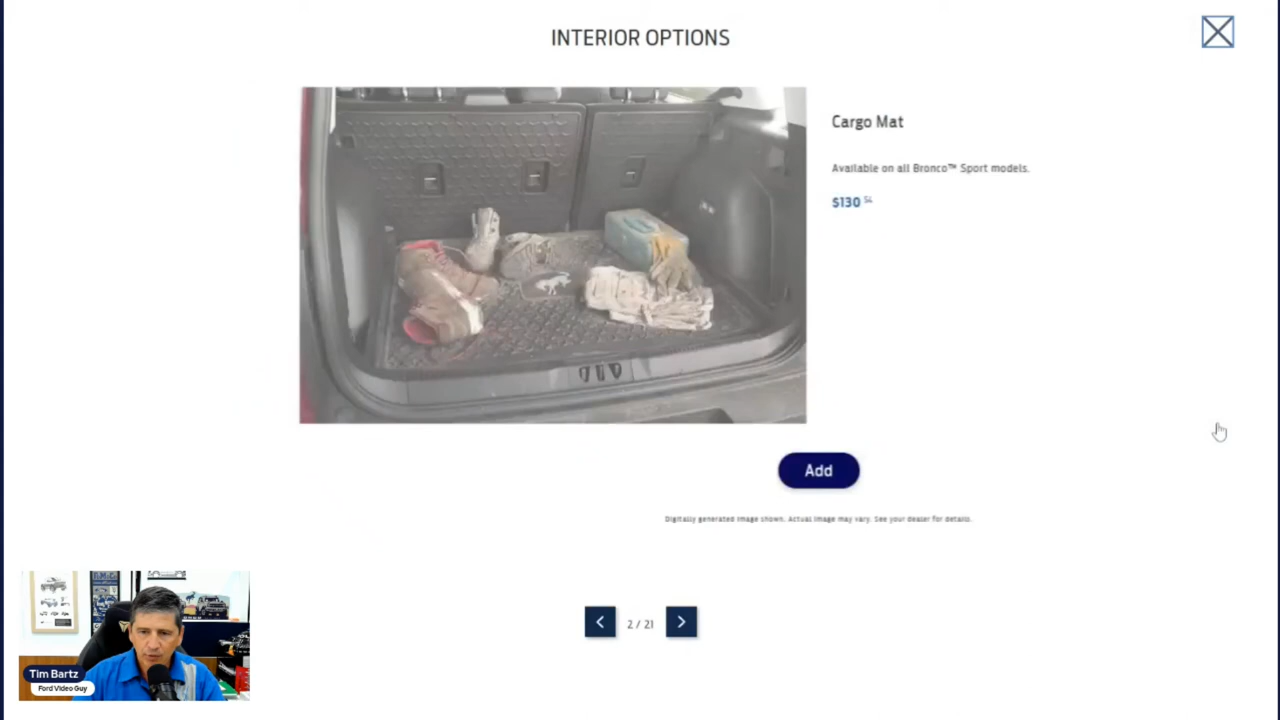 INTERIOR OPTIONS
Cargo Mat
Available on all Bronco™ Sport models.
$130
Add
Digitally generated image shown. Actual image may vary. See your dealer for details.
2 / 21
Tim Bartz
Ford Video Guy